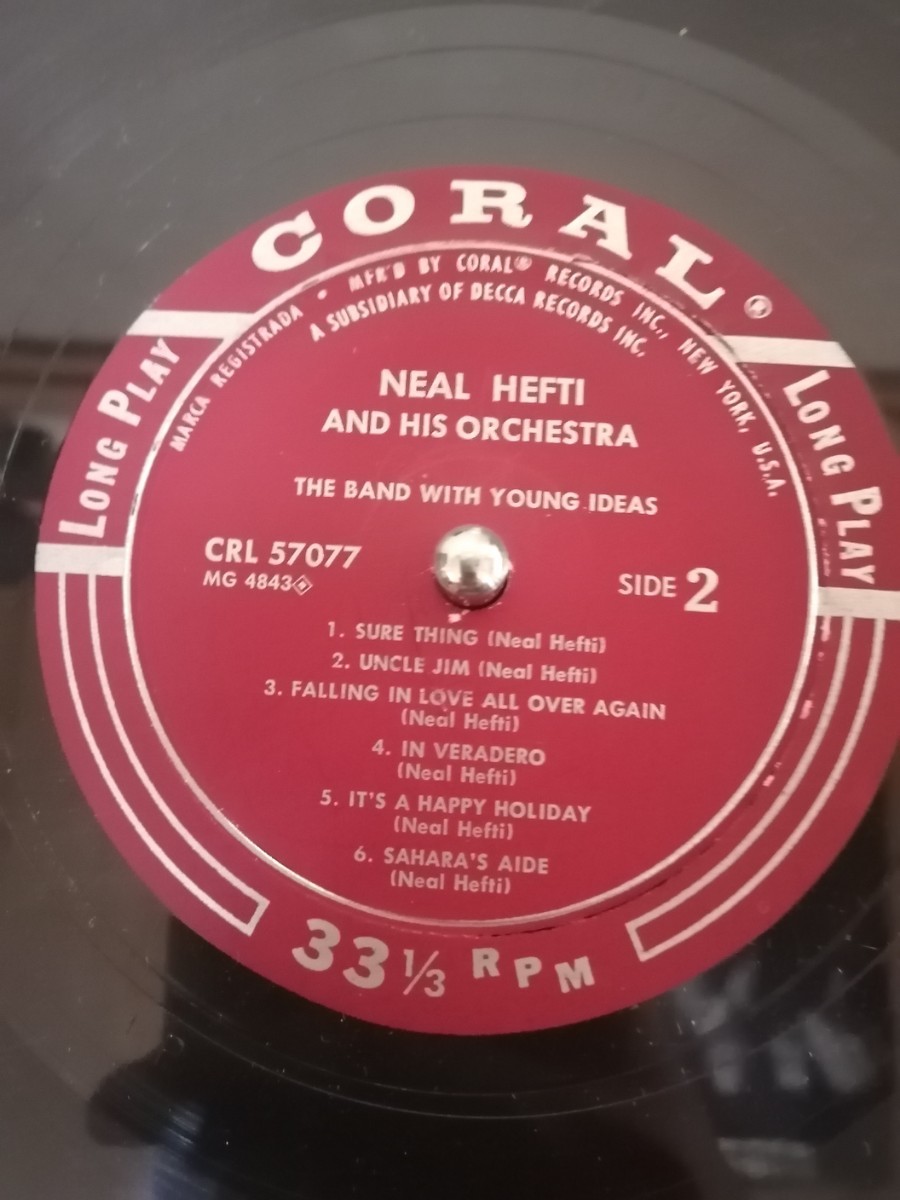 CORAL®
MARCA REGISTRADA • MFR'D BY CORAL® RECORDS INC., NEW YORK, U.S.A.
A SUBSIDIARY OF DECCA RECORDS INC.
LONG PLAY
LONG PLAY
NEAL HEFTI
AND HIS ORCHESTRA
THE BAND WITH YOUNG IDEAS
CRL 57077
MG 4843
SIDE 2
1. SURE THING (Neal Hefti)
2. UNCLE JIM (Neal Hefti)
3. FALLING IN LOVE ALL OVER AGAIN
(Neal Hefti)
4. IN VERADERO
(Neal Hefti)
5. IT'S A HAPPY HOLIDAY
(Neal Hefti)
6. SAHARA'S AIDE
(Neal Hefti)
33 1/3 RPM